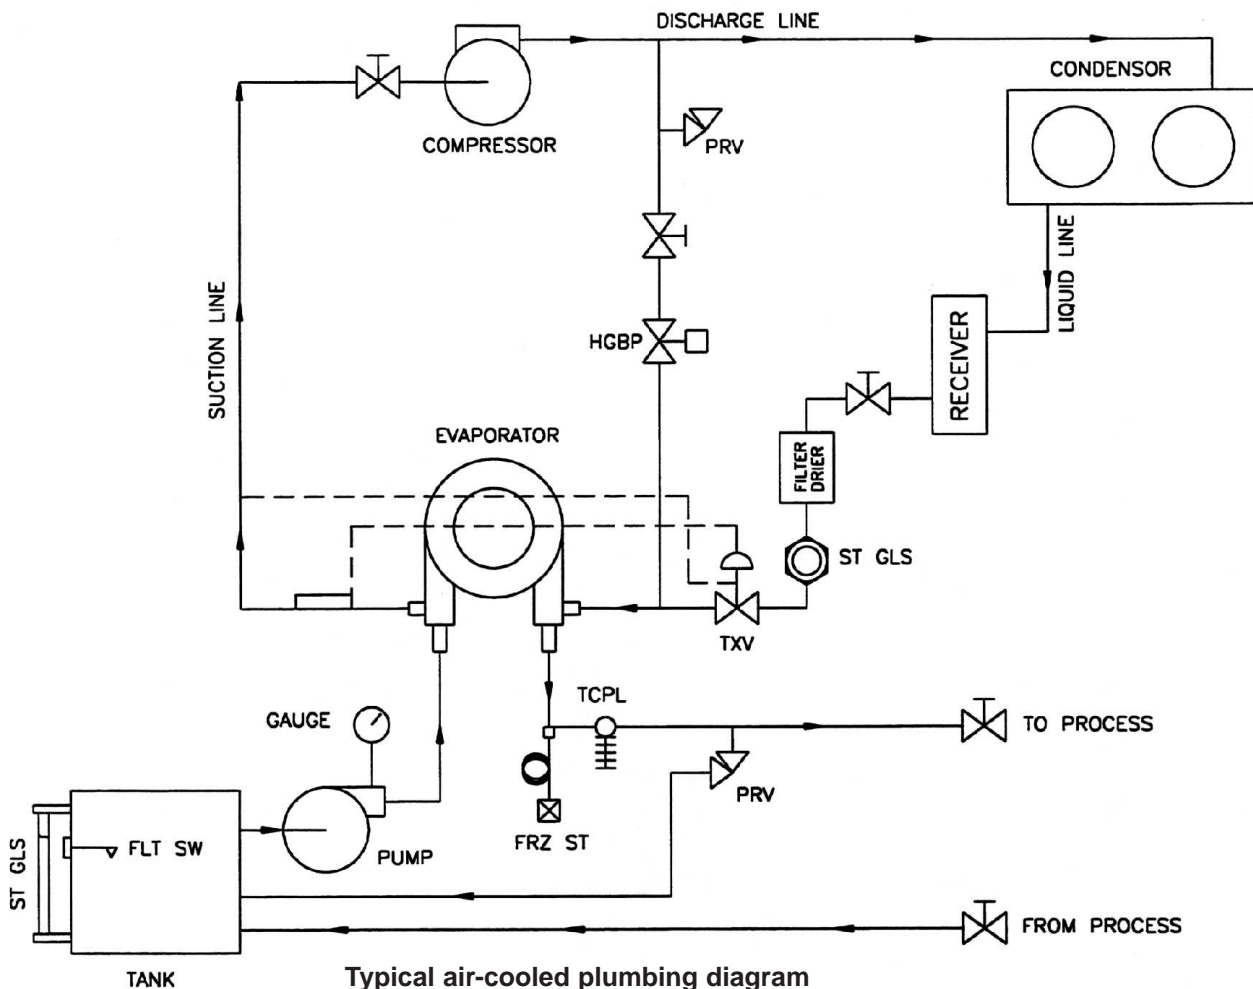 DISCHARGE LINE
CONDENSOR
COMPRESSOR
PRV
SUCTION LINE
LIQUID LINE
HGBP
RECEIVER
EVAPORATOR
FILTER
DRIER
ST GLS
TXV
GAUGE
TCPL
TO PROCESS
PRV
FRZ ST
PUMP
FLT SW
ST GLS
FROM PROCESS
TANK
Typical air-cooled plumbing diagram